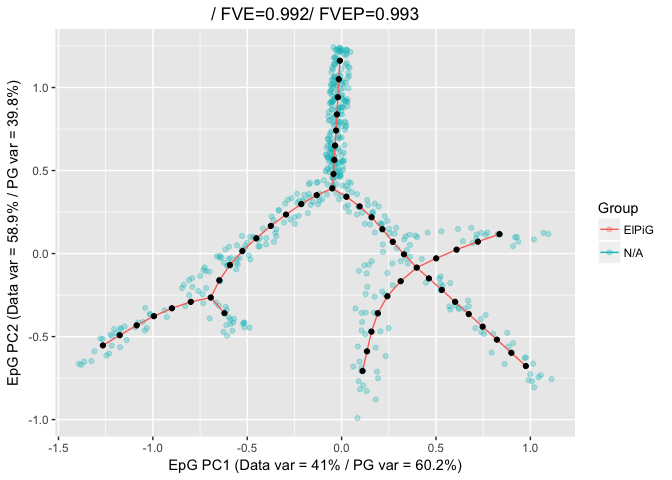 / FVE=0.992/ FVEP=0.993
EpG PC2 (Data var = 58.9% / PG var = 39.8%)
1.0
0.5
0.0
-0.5
-1.0
-1.5
-1.0
-0.5
0.0
0.5
1.0
EpG PC1 (Data var = 41% / PG var = 60.2%)
Group
ElPiG
N/A